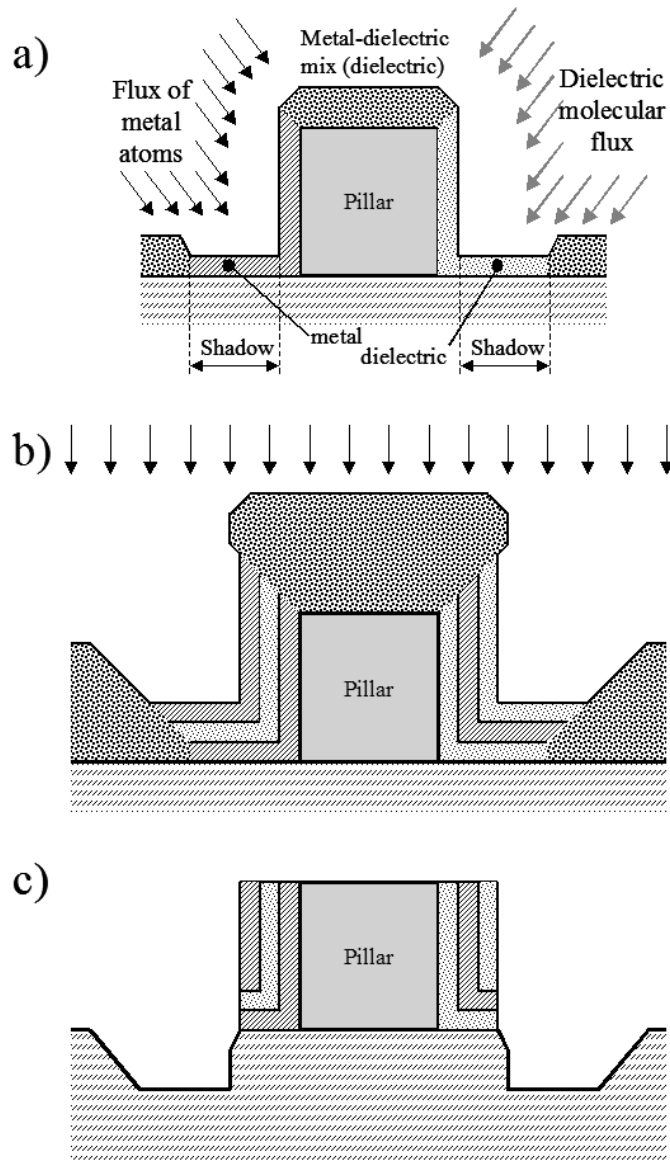 a)
Metal-dielectric
mix (dielectric)
Flux of
metal
atoms
Dielectric
molecular
flux
Pillar
metal
dielectric
Shadow
Shadow
b)
Pillar
c)
Pillar